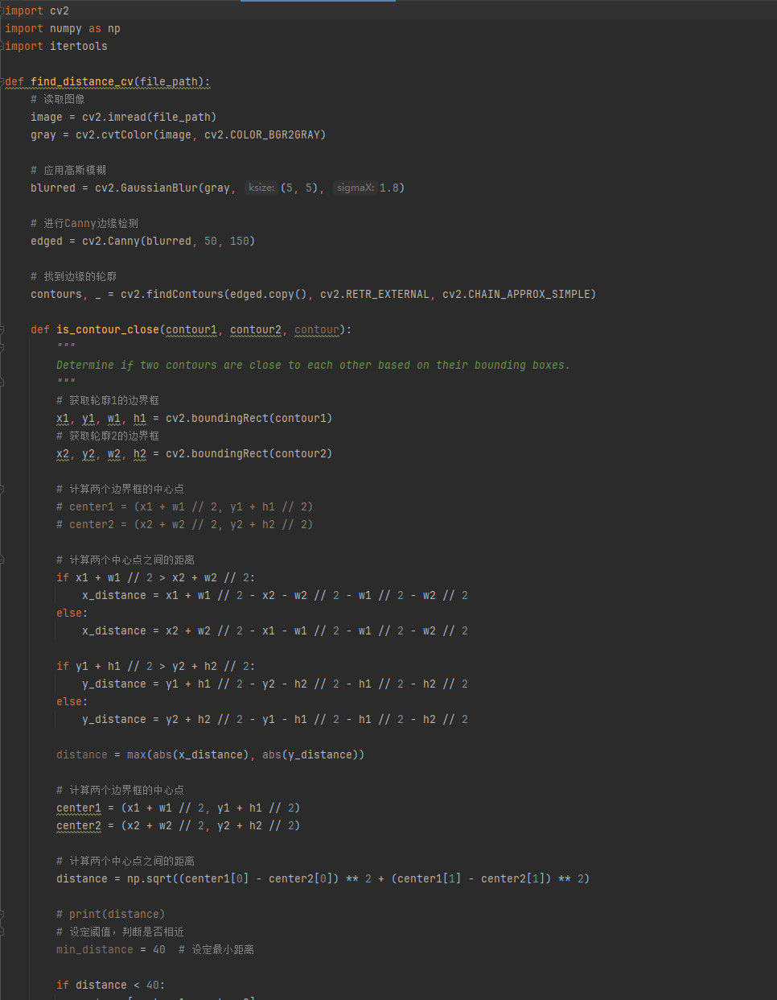 import cv2
import numpy as np
import itertools
def find_distance_cv(file_path):
# 读取图像
image = cv2.imread(file_path)
gray = cv2.cvtColor(image, cv2.COLOR_BGR2GRAY)
# 应用高斯模糊
blurred = cv2.GaussianBlur(gray, ksize: (5, 5), sigmaX: 1.8)
# 进行Canny边缘检测
edged = cv2.Canny(blurred, 50, 150)
# 找到边缘的轮廓
contours, _ = cv2.findContours(edged.copy(), cv2.RETR_EXTERNAL, cv2.CHAIN_APPROX_SIMPLE)
def is_contour_close(contour1, contour2, contour):
"""
Determine if two contours are close to each other based on their bounding boxes.
"""
# 获取轮廓1的边界框
x1, y1, w1, h1 = cv2.boundingRect(contour1)
# 获取轮廓2的边界框
x2, y2, w2, h2 = cv2.boundingRect(contour2)
# 计算两个边界框的中心点
# center1 = (x1 + w1 // 2, y1 + h1 // 2)
# center2 = (x2 + w2 // 2, y2 + h2 // 2)
# 计算两个中心点之间的距离
if x1 + w1 // 2 > x2 + w2 // 2:
x_distance = x1 + w1 // 2 - x2 - w2 // 2 - w1 // 2 - w2 // 2
else:
x_distance = x2 + w2 // 2 - x1 - w1 // 2 - w1 // 2 - w2 // 2
if y1 + h1 // 2 > y2 + h2 // 2:
y_distance = y1 + h1 // 2 - y2 - h2 // 2 - h1 // 2 - h2 // 2
else:
y_distance = y2 + h2 // 2 - y1 - h1 // 2 - h1 // 2 - h2 // 2
distance = max(abs(x_distance), abs(y_distance))
# 计算两个边界框的中心点
center1 = (x1 + w1 // 2, y1 + h1 // 2)
center2 = (x2 + w2 // 2, y2 + h2 // 2)
# 计算两个中心点之间的距离
distance = np.sqrt((center1[0] - center2[0]) ** 2 + (center1[1] - center2[1]) ** 2)
# print(distance)
# 设定阈值，判断是否相近
min_distance = 40  # 设定最小距离
if distance < 40: